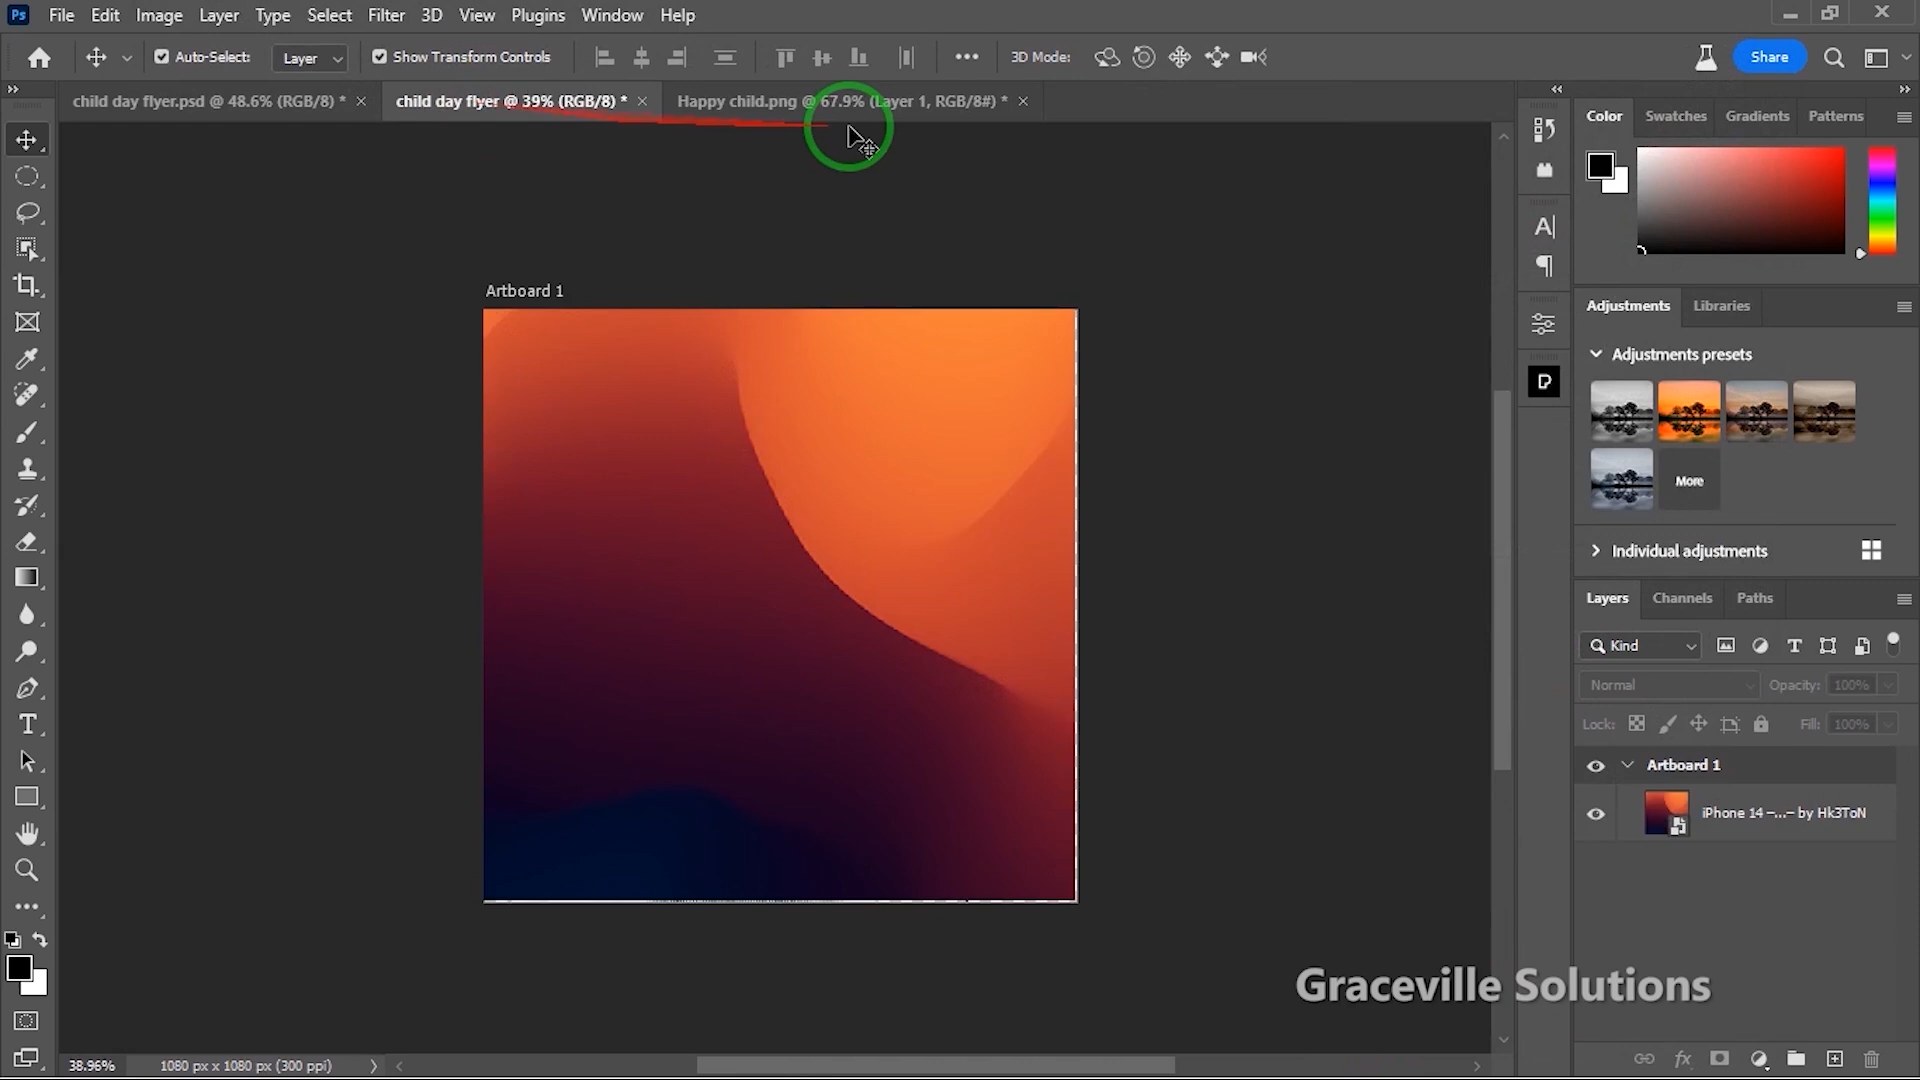 Ps File Edit Image Layer Type Select Filter 3D View Plugins Window Help
Auto-Select: Layer Show Transform Controls 3D Mode: Share
child day flyer.psd @ 48.6% (RGB/8) * × child day flyer @ 39% (RGB/8) * × Happy child.png @ 67.9% (Layer 1, RGB/8#) * ×
Color Swatches Gradients Patterns
Artboard 1
Adjustments Libraries
Adjustments presets
More
Individual adjustments
Layers Channels Paths
Kind
Normal Opacity: 100%
Lock: Fill: 100%
Artboard 1
iPhone 14 –...– by Hk3ToN
Graceville Solutions
38.96% 1080 px x 1080 px (300 ppi)